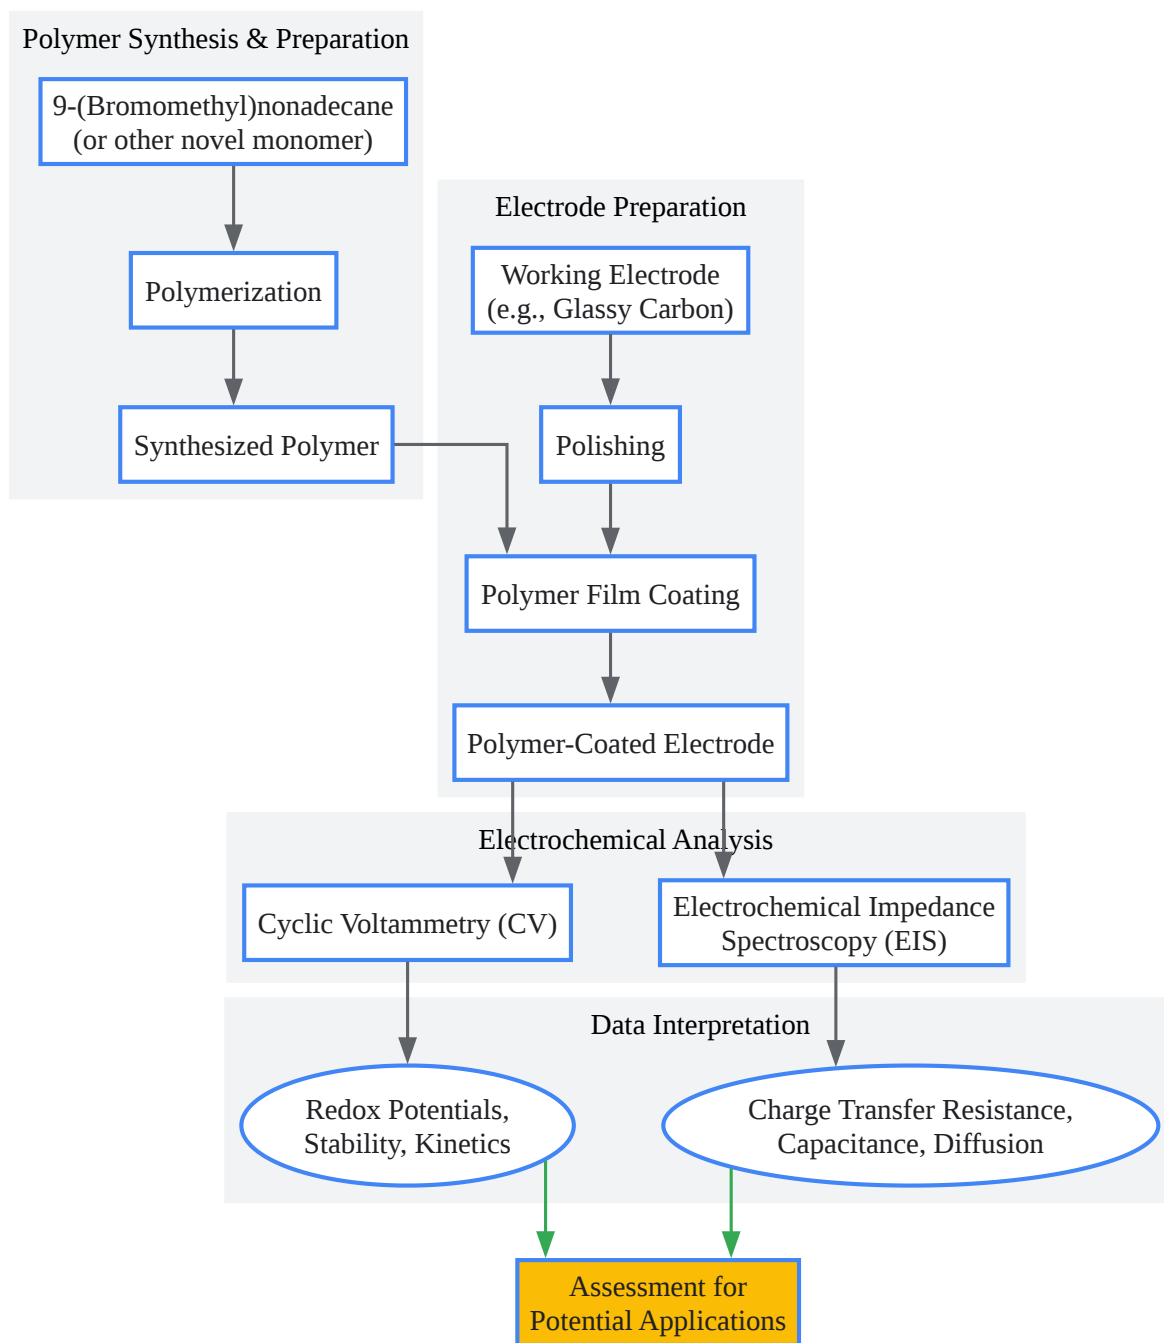 Polymer Synthesis & Preparation
9-(Bromomethyl)nonadecane
(or other novel monomer)
Polymerization
Synthesized Polymer
Electrode Preparation
Working Electrode
(e.g., Glassy Carbon)
Polishing
Polymer Film Coating
Polymer-Coated Electrode
Electrochemical Analysis
Cyclic Voltammetry (CV)
Electrochemical Impedance
Spectroscopy (EIS)
Data Interpretation
Redox Potentials,
Stability, Kinetics
Charge Transfer Resistance,
Capacitance, Diffusion
Assessment for
Potential Applications